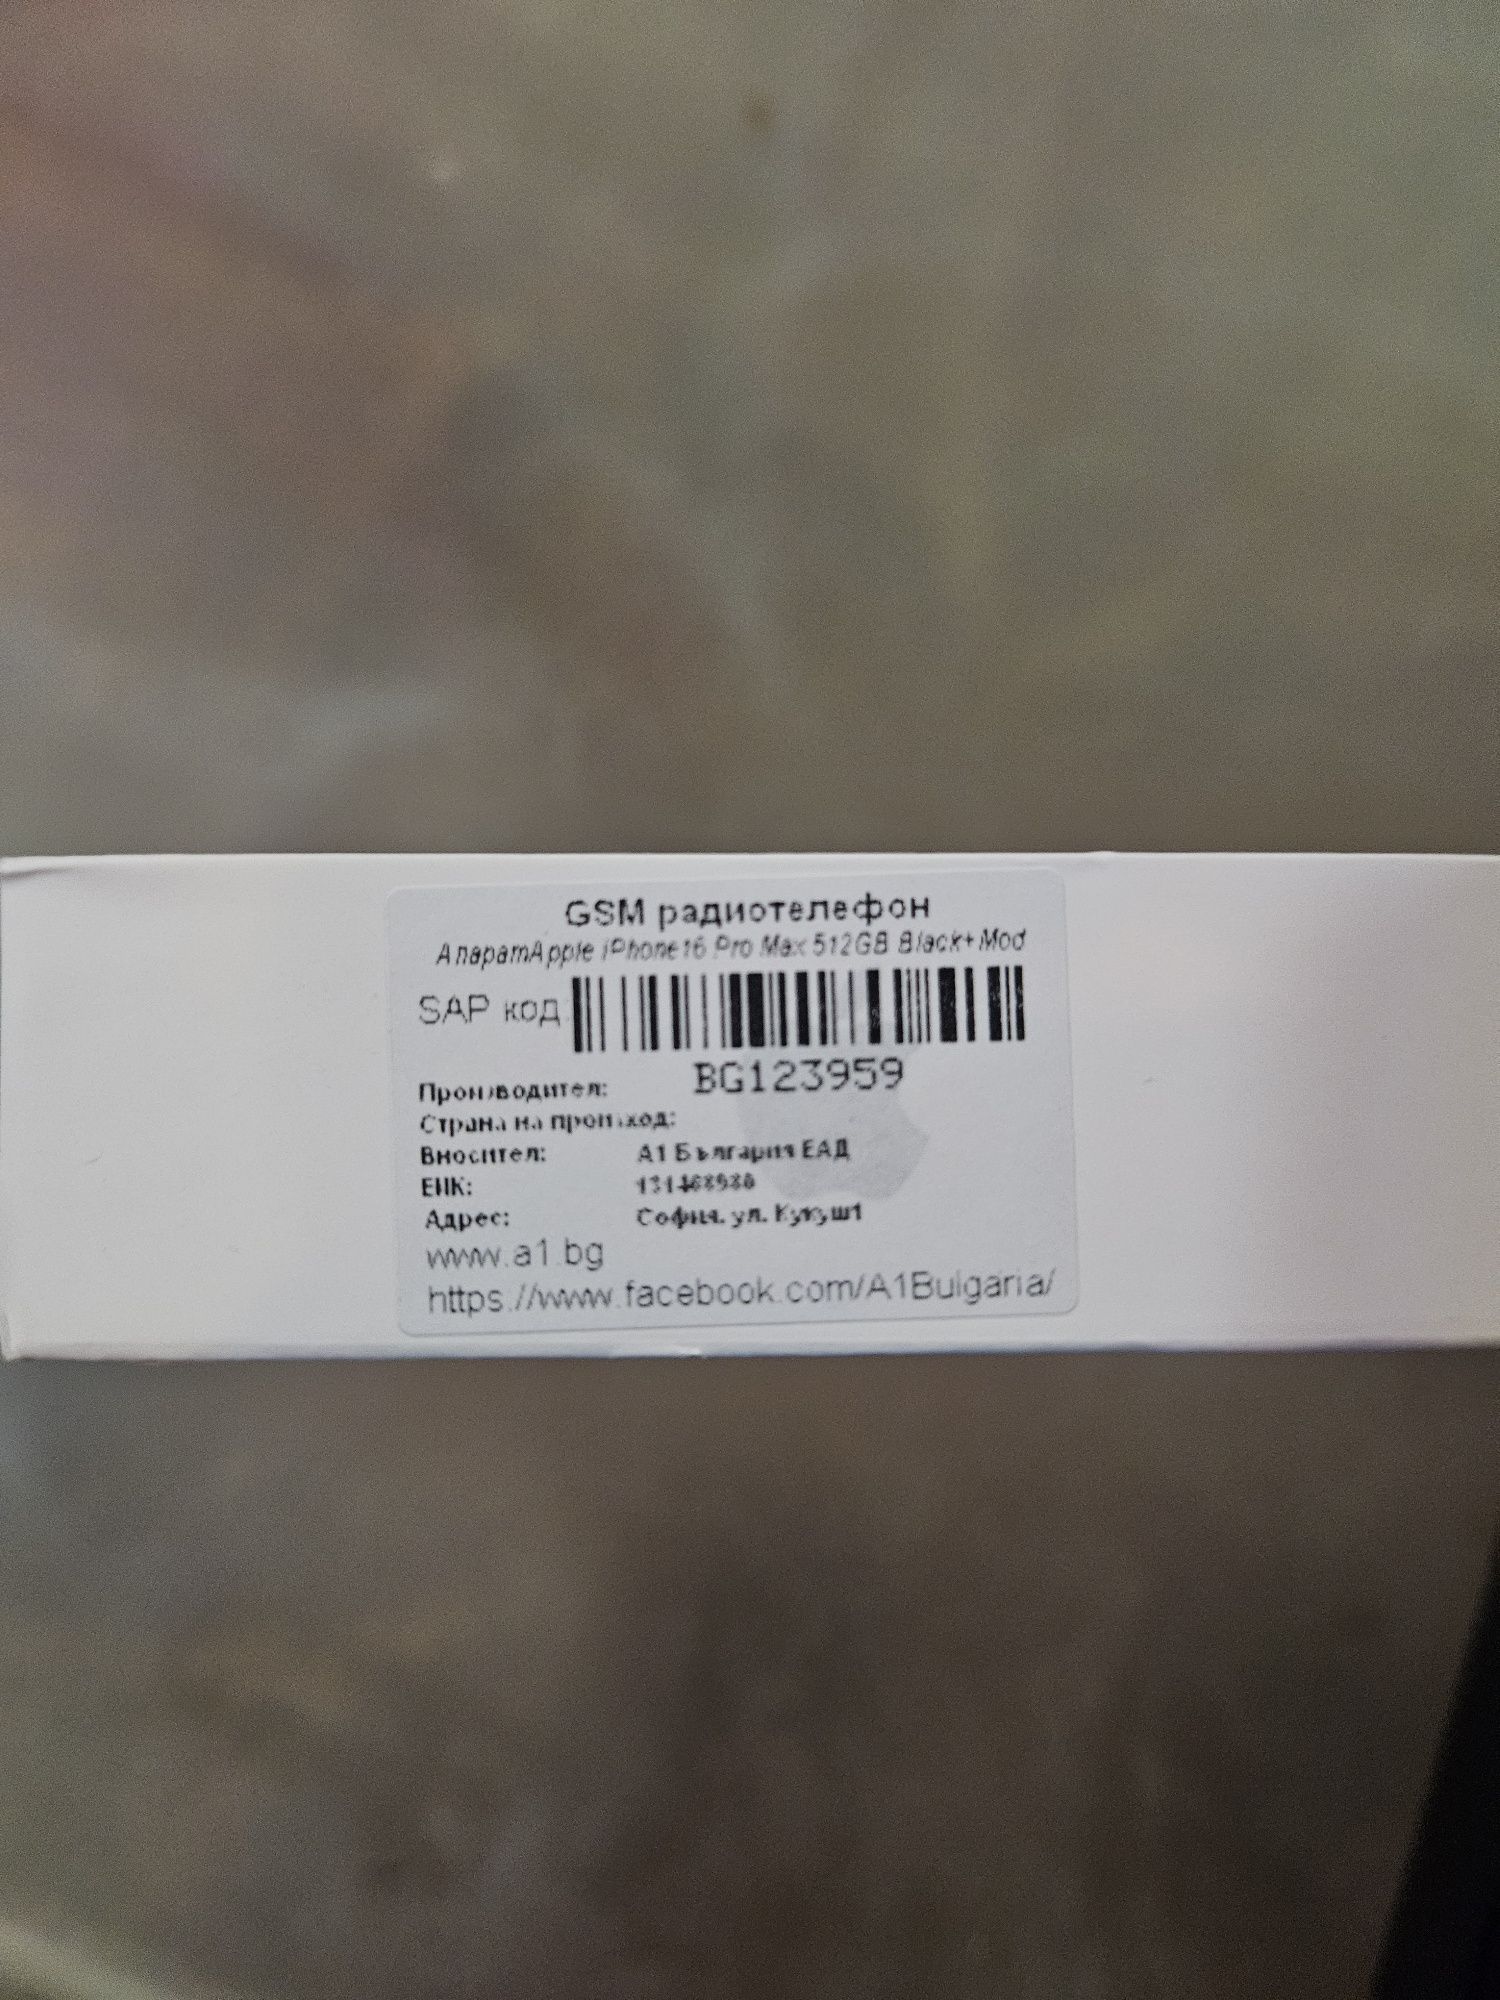 GSM радиотелефон
АпаратApple iPhone16 Pro Max 512GB Black+Mod
SAP код
BG123959
Производител:
Страна на произход:
Вносител: А1 България ЕАД
ЕИК:
Адрес: София, ул. Кукуш1
www.a1.bg
https://www.facebook.com/A1Bulgaria/